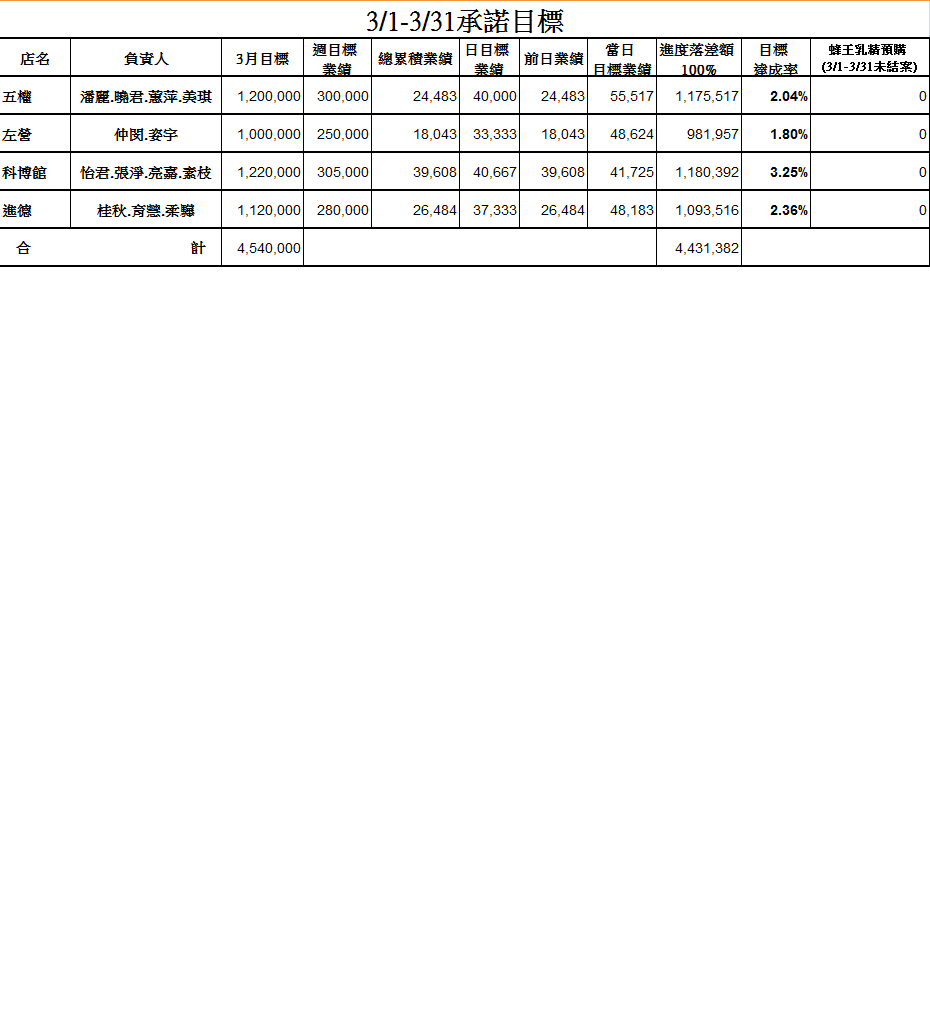 3/1-3/31承諾目標
店名 負責人 3月目標 週目標業績 總累積業績 日目標業績 前日業績 當日目標業績 進度落差額100% 目標達成率 蜂王乳精預購(3/1-3/31未結案)
五權 潘麗.曉君.蕙萍.美琪 1,200,000 300,000 24,483 40,000 24,483 55,517 1,175,517 2.04% 0
左營 仲閔.姿宇 1,000,000 250,000 18,043 33,333 18,043 48,624 981,957 1.80% 0
科博館 怡君.張淨.亮嘉.素枝 1,220,000 305,000 39,608 40,667 39,608 41,725 1,180,392 3.25% 0
進德 桂秋.育慧.柔驊 1,120,000 280,000 26,484 37,333 26,484 48,183 1,093,516 2.36% 0
合 計 4,540,000 4,431,382